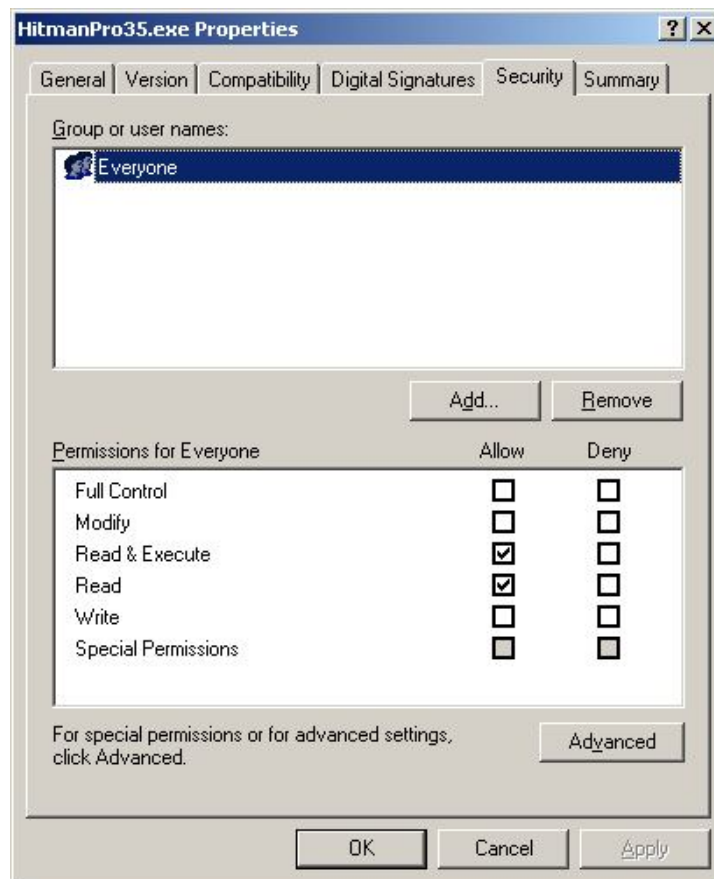 HitmanPro35.exe Properties
General Version Compatibility Digital Signatures Security Summary
Group or user names:
Everyone
Add... Remove
Permissions for Everyone Allow Deny
Full Control
Modify
Read & Execute
Read
Write
Special Permissions
For special permissions or for advanced settings,
click Advanced.
Advanced
OK Cancel Apply